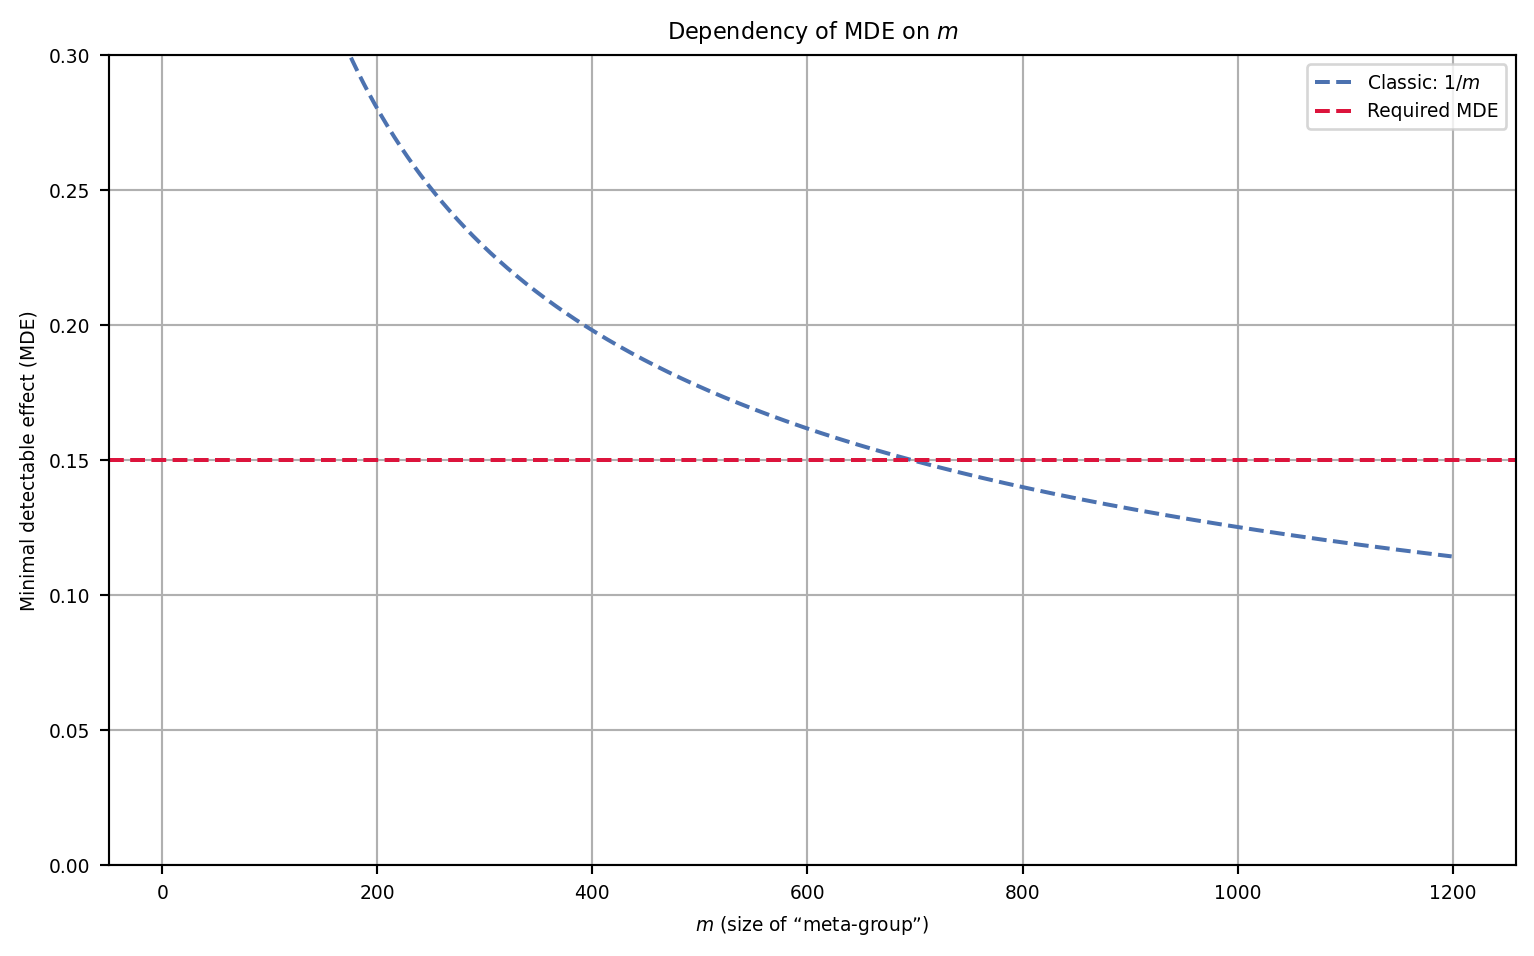 Dependency of MDE on m
Classic: 1/m
Required MDE
Minimal detectable effect (MDE)
0.30
0.25
0.20
0.15
0.10
0.05
0.00
0 200 400 600 800 1000 1200
m (size of “meta-group”)